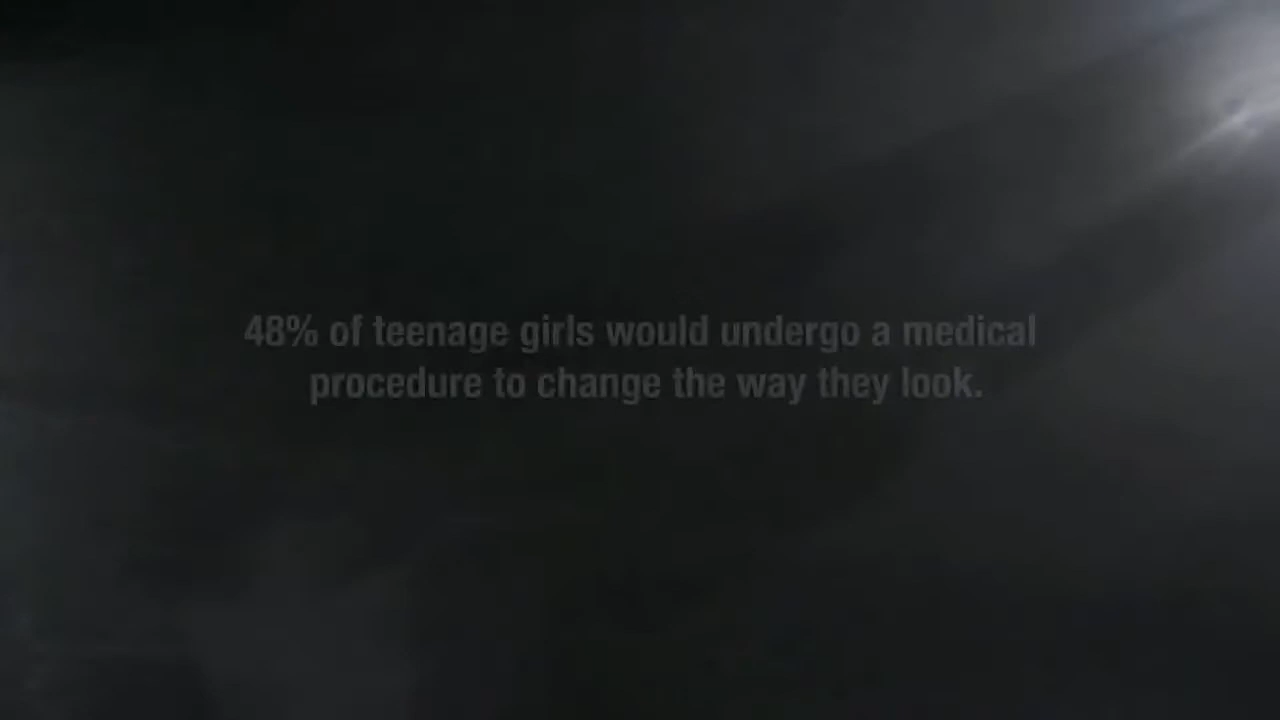 48% of teenage girls would undergo a medical
procedure to change the way they look.